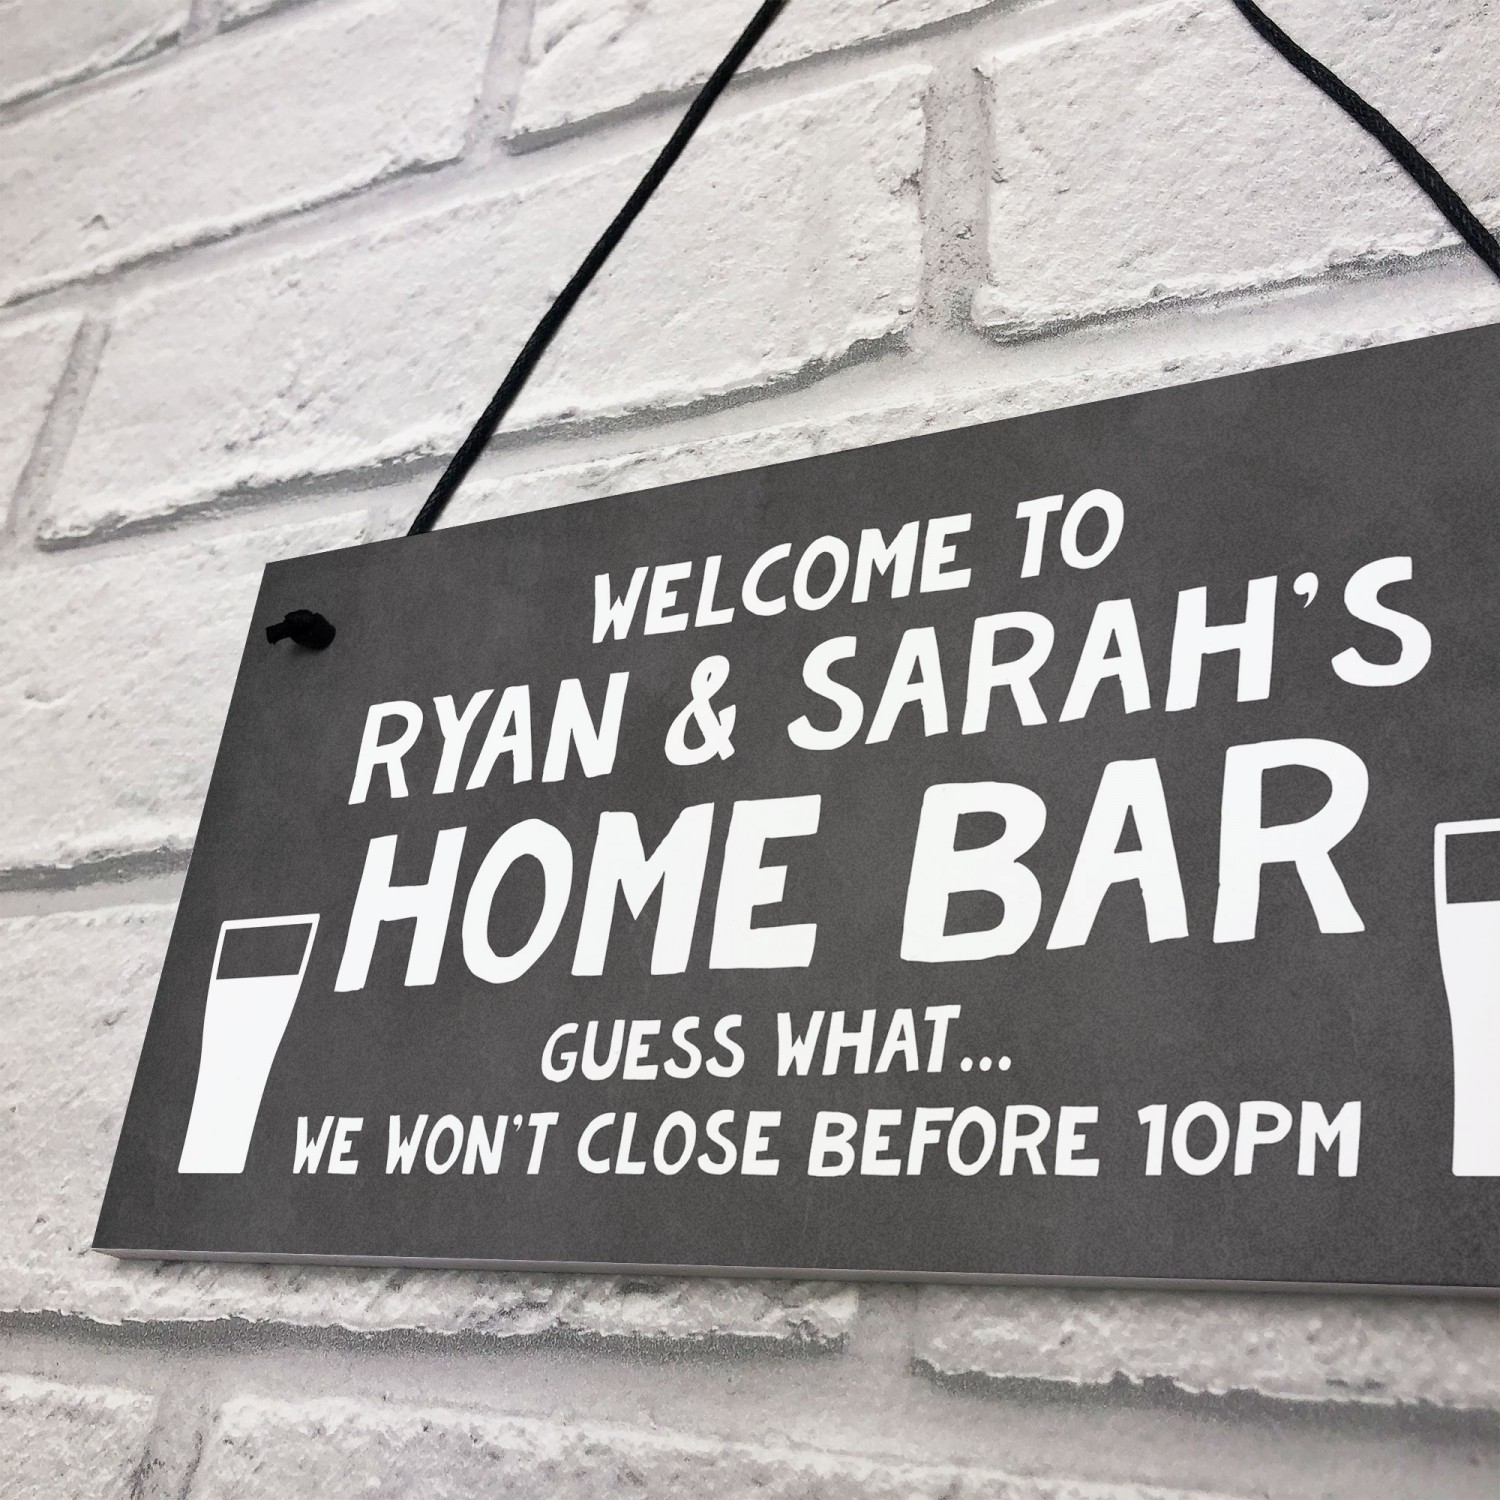 WELCOME TO
RYAN & SARAH'S
HOME BAR
GUESS WHAT...
WE WON'T CLOSE BEFORE 10PM